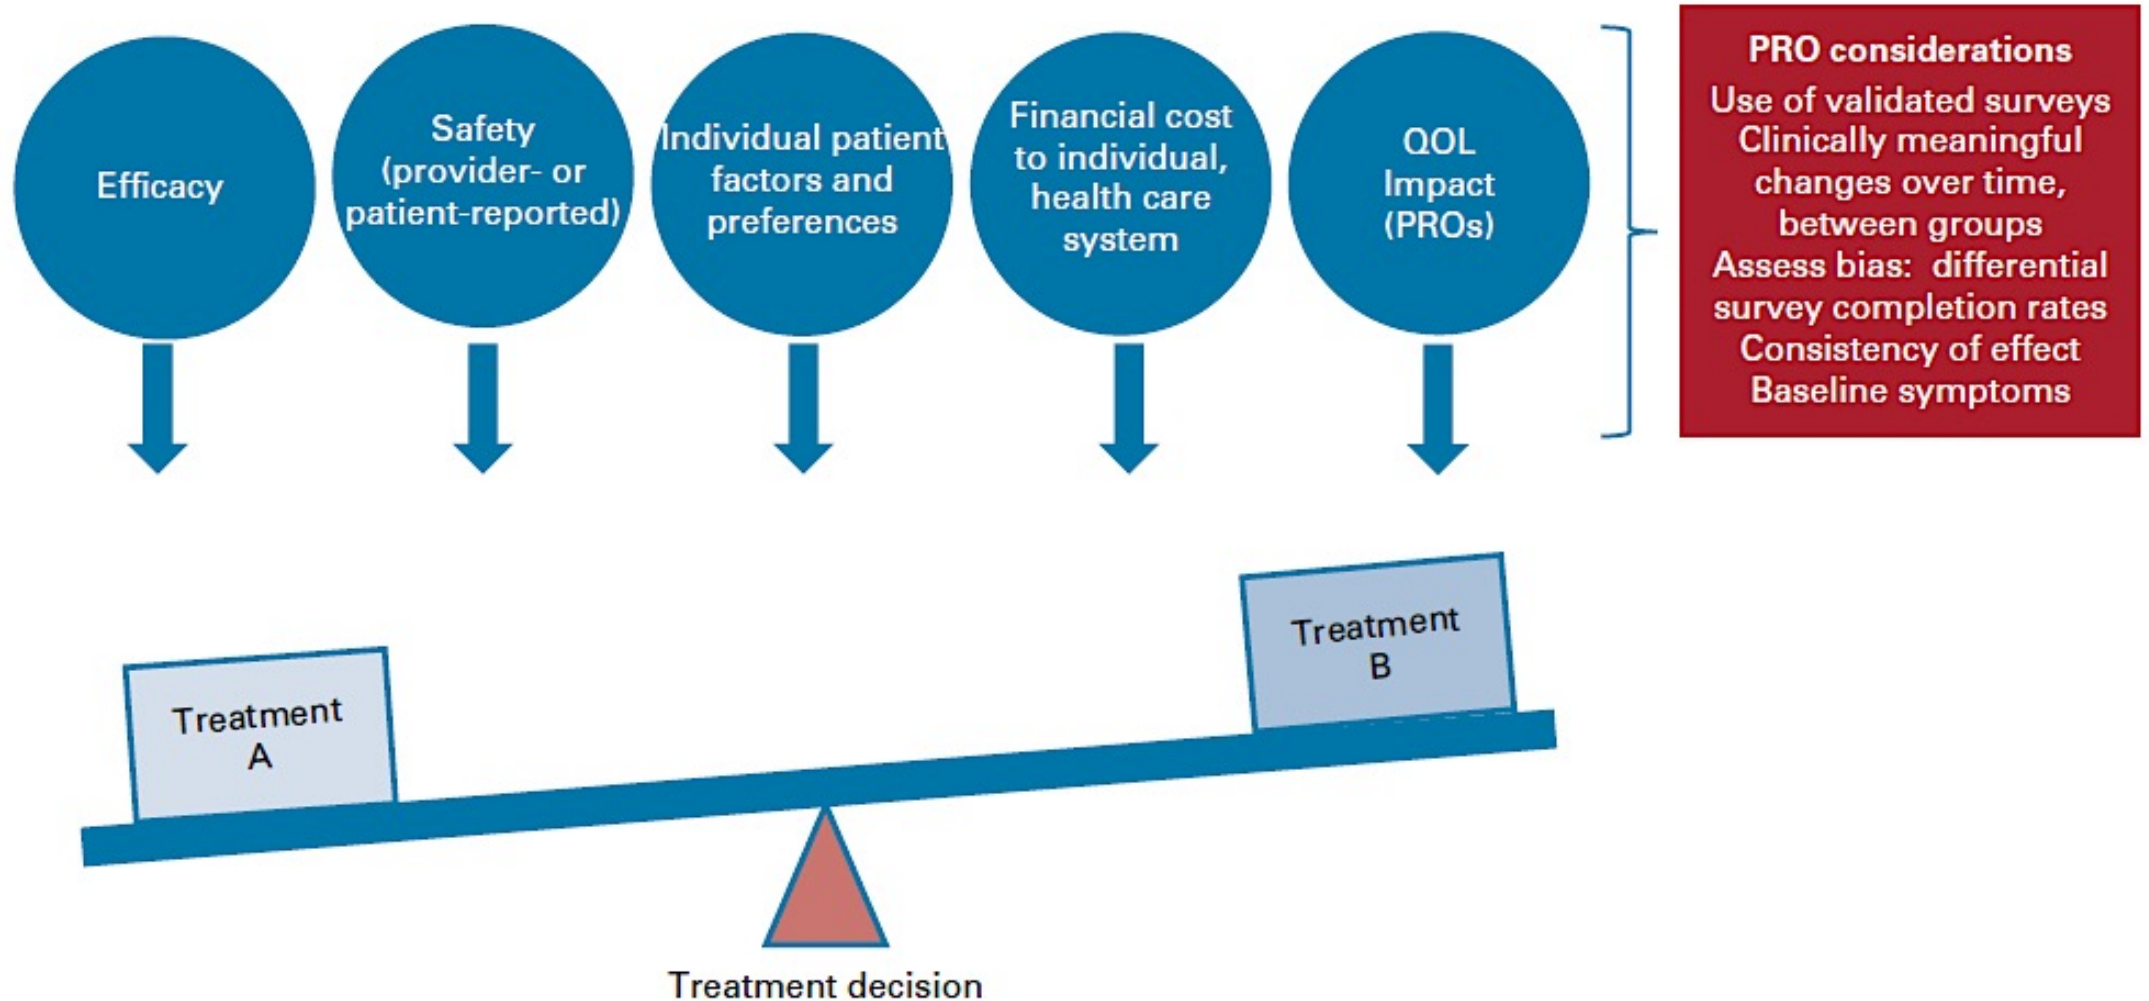 Efficacy
Safety
(provider- or
patient-reported)
Individual patient
factors and
preferences
Financial cost
to individual,
health care
system
QOL
Impact
(PROs)
PRO considerations
Use of validated surveys
Clinically meaningful
changes over time,
between groups
Assess bias:  differential
survey completion rates
Consistency of effect
Baseline symptoms
Treatment
A
Treatment
B
Treatment decision